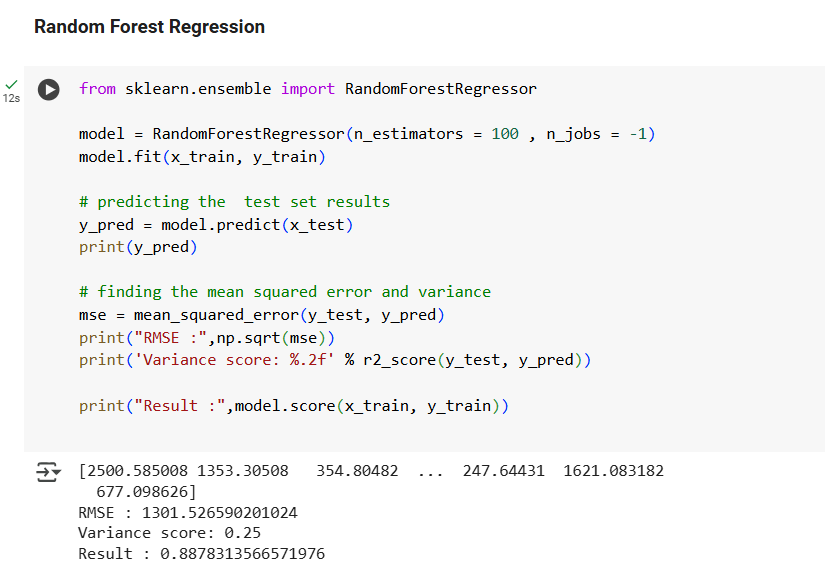 Random Forest Regression
12s
from sklearn.ensemble import RandomForestRegressor
model = RandomForestRegressor(n_estimators = 100 , n_jobs = -1)
model.fit(x_train, y_train)
# predicting the  test set results
y_pred = model.predict(x_test)
print(y_pred)
# finding the mean squared error and variance
mse = mean_squared_error(y_test, y_pred)
print("RMSE :",np.sqrt(mse))
print('Variance score: %.2f' % r2_score(y_test, y_pred))
print("Result :",model.score(x_train, y_train))
[2500.585008 1353.30508   354.80482  ...  247.64431  1621.083182
  677.098626]
RMSE : 1301.526590201024
Variance score: 0.25
Result : 0.8878313566571976